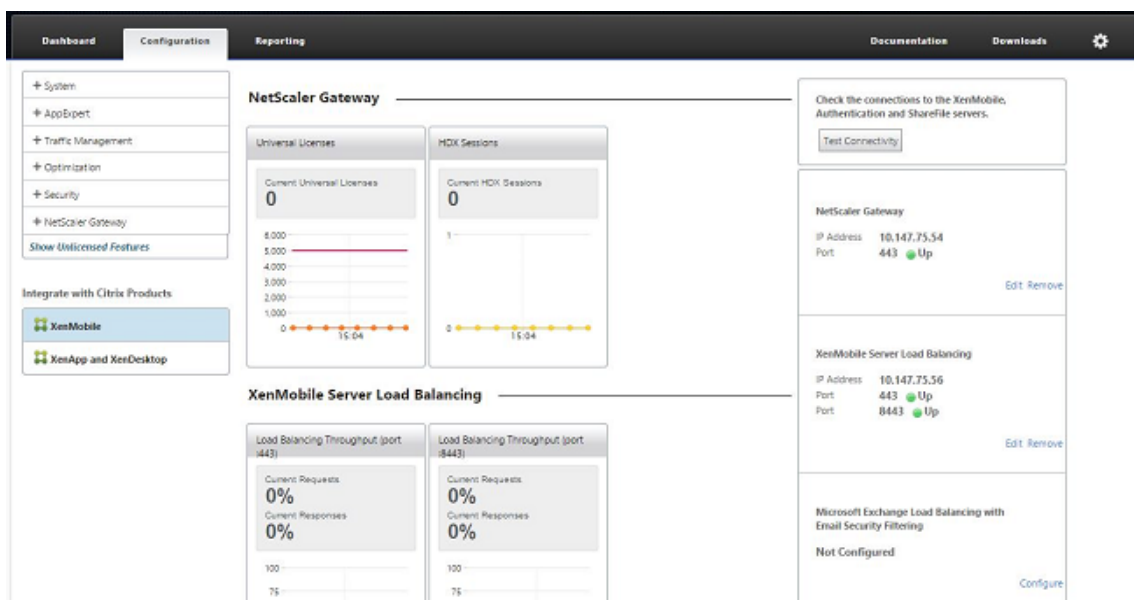 Dashboard
Configuration
Reporting
Documentation
Downloads
+ System
+ AppExpert
+ Traffic Management
+ Optimization
+ Security
+ NetScaler Gateway
Show Unlicensed Features
Integrate with Citrix Products
XenMobile
XenApp and XenDesktop
NetScaler Gateway
Universal Licenses
Current Universal Licenses
0
6,000
5,000
4,000
3,000
2,000
1,000
0
15:04
HDX Sessions
Current HDX Sessions
0
1
0
15:04
XenMobile Server Load Balancing
Load Balancing Throughput (port
:443)
Current Requests
0%
Current Responses
0%
100
75
Load Balancing Throughput (port
:8443)
Current Requests
0%
Current Responses
0%
100
75
Check the connections to the XenMobile,
Authentication and ShareFile servers.
Test Connectivity
NetScaler Gateway
IP Address 10.147.75.54
Port 443 Up
Edit Remove
XenMobile Server Load Balancing
IP Address 10.147.75.56
Port 443 Up
Port 8443 Up
Edit Remove
Microsoft Exchange Load Balancing with
Email Security Filtering
Not Configured
Configure